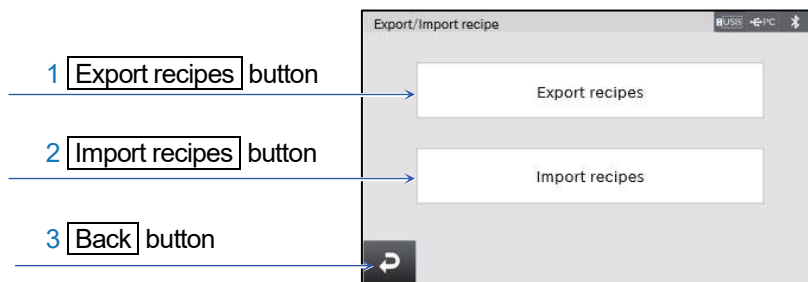 Export/Import recipe
USB PC
1 Export recipes button
Export recipes
2 Import recipes button
Import recipes
3 Back button